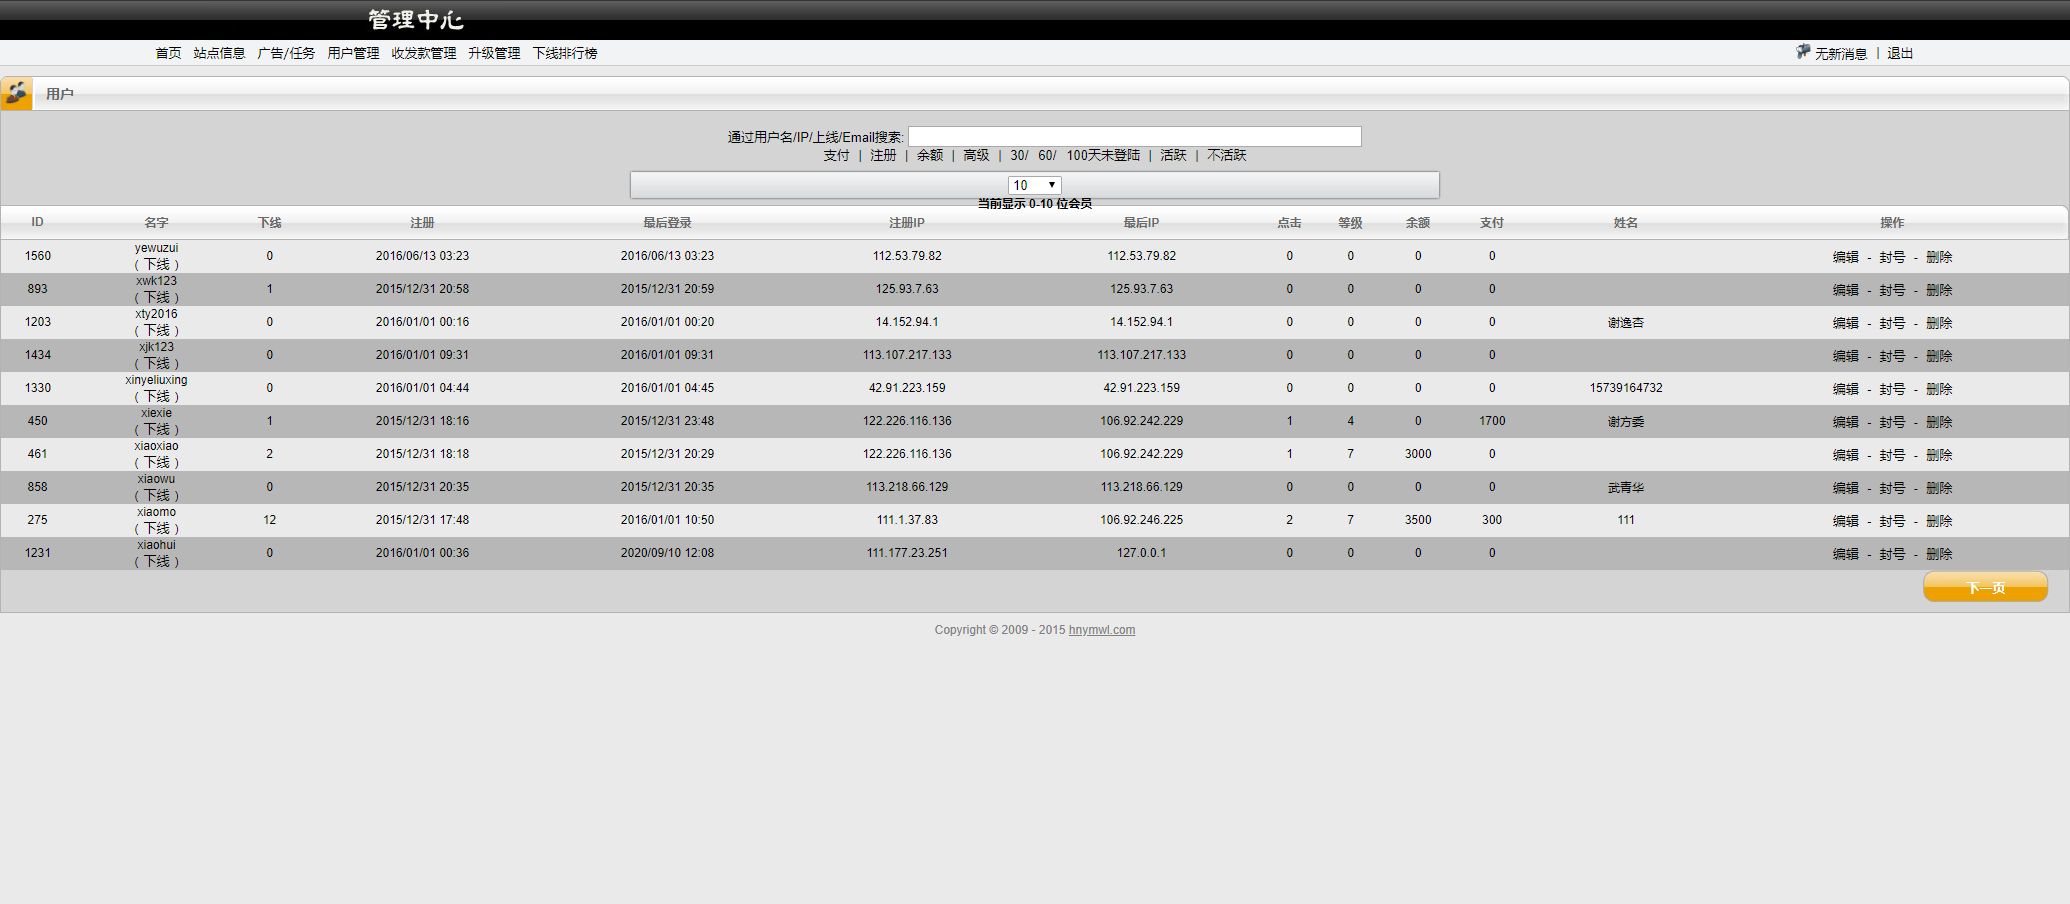 管理中心
首页 站点信息 广告/任务 用户管理 收发款管理 升级管理 下线排行榜 无新消息 | 退出
用户
通过用户名/IP/上线/Email搜索:
支付 | 注册 | 余额 | 高级 | 30/ 60/ 100天未登陆 | 活跃 | 不活跃
10
当前显示 0-10 位会员
ID 名字 下线 注册 最后登录 注册IP 最后IP 点击 等级 余额 支付 姓名 操作
1560 yewuzui ( 下线 ) 0 2016/06/13 03:23 2016/06/13 03:23 112.53.79.82 112.53.79.82 0 0 0 0 编辑 - 封号 - 删除
893 xwk123 ( 下线 ) 1 2015/12/31 20:58 2015/12/31 20:59 125.93.7.63 125.93.7.63 0 0 0 0 编辑 - 封号 - 删除
1203 xty2016 ( 下线 ) 0 2016/01/01 00:16 2016/01/01 00:20 14.152.94.1 14.152.94.1 0 0 0 0 谢逸杏 编辑 - 封号 - 删除
1434 xjk123 ( 下线 ) 0 2016/01/01 09:31 2016/01/01 09:31 113.107.217.133 113.107.217.133 0 0 0 0 编辑 - 封号 - 删除
1330 xinyeliuxing ( 下线 ) 0 2016/01/01 04:44 2016/01/01 04:45 42.91.223.159 42.91.223.159 0 0 0 0 15739164732 编辑 - 封号 - 删除
450 xiexie ( 下线 ) 1 2015/12/31 18:16 2015/12/31 23:48 122.226.116.136 106.92.242.229 1 4 0 1700 谢方委 编辑 - 封号 - 删除
461 xiaoxiao ( 下线 ) 2 2015/12/31 18:18 2015/12/31 20:29 122.226.116.136 106.92.242.229 1 7 3000 0 编辑 - 封号 - 删除
858 xiaowu ( 下线 ) 0 2015/12/31 20:35 2015/12/31 20:35 113.218.66.129 113.218.66.129 0 0 0 0 武青华 编辑 - 封号 - 删除
275 xiaomo ( 下线 ) 12 2015/12/31 17:48 2016/01/01 10:50 111.1.37.83 106.92.246.225 2 7 3500 300 111 编辑 - 封号 - 删除
1231 xiaohui ( 下线 ) 0 2016/01/01 00:36 2020/09/10 12:08 111.177.23.251 127.0.0.1 0 0 0 0 编辑 - 封号 - 删除
下一页
Copyright © 2009 - 2015 hnymwl.com